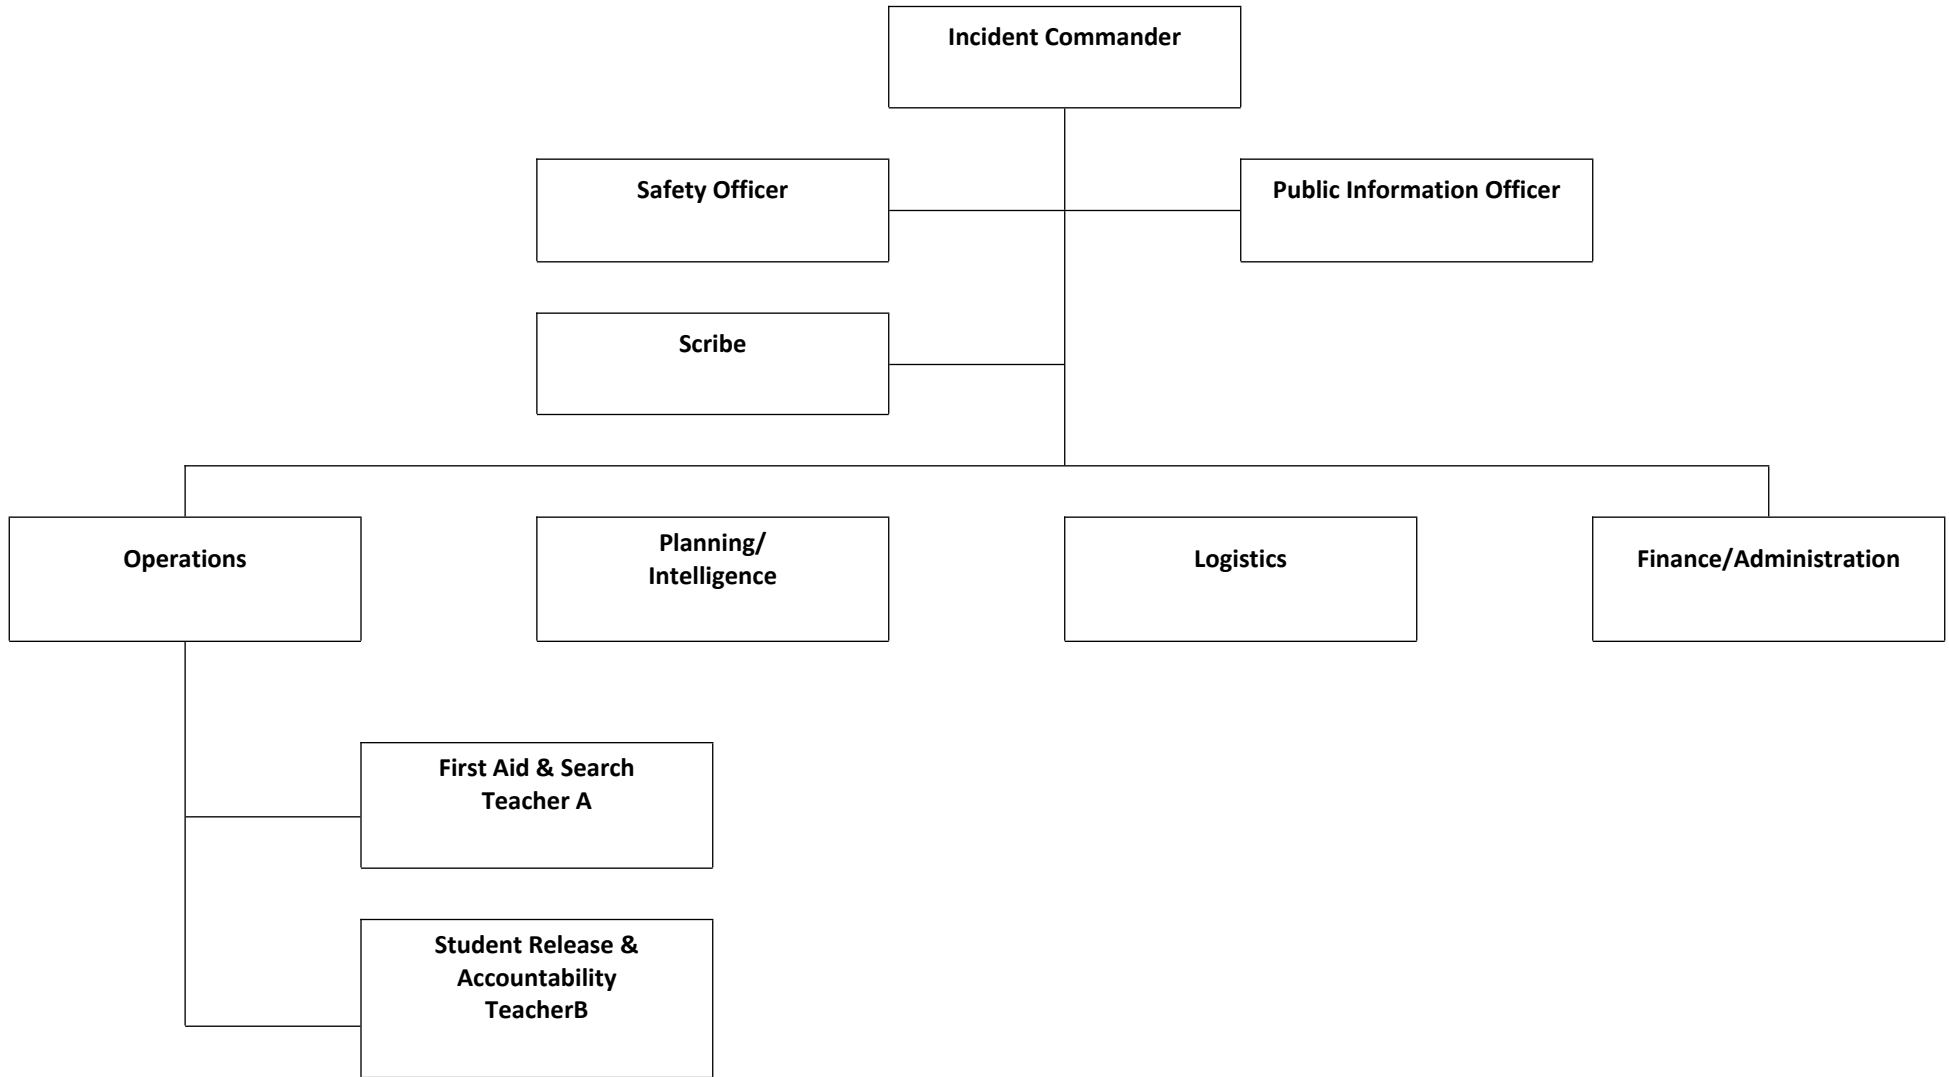 Incident Commander
Safety Officer
Public Information Officer
Scribe
Operations
Planning/
Intelligence
Logistics
Finance/Administration
First Aid & Search
Teacher A
Student Release &
Accountability
TeacherB